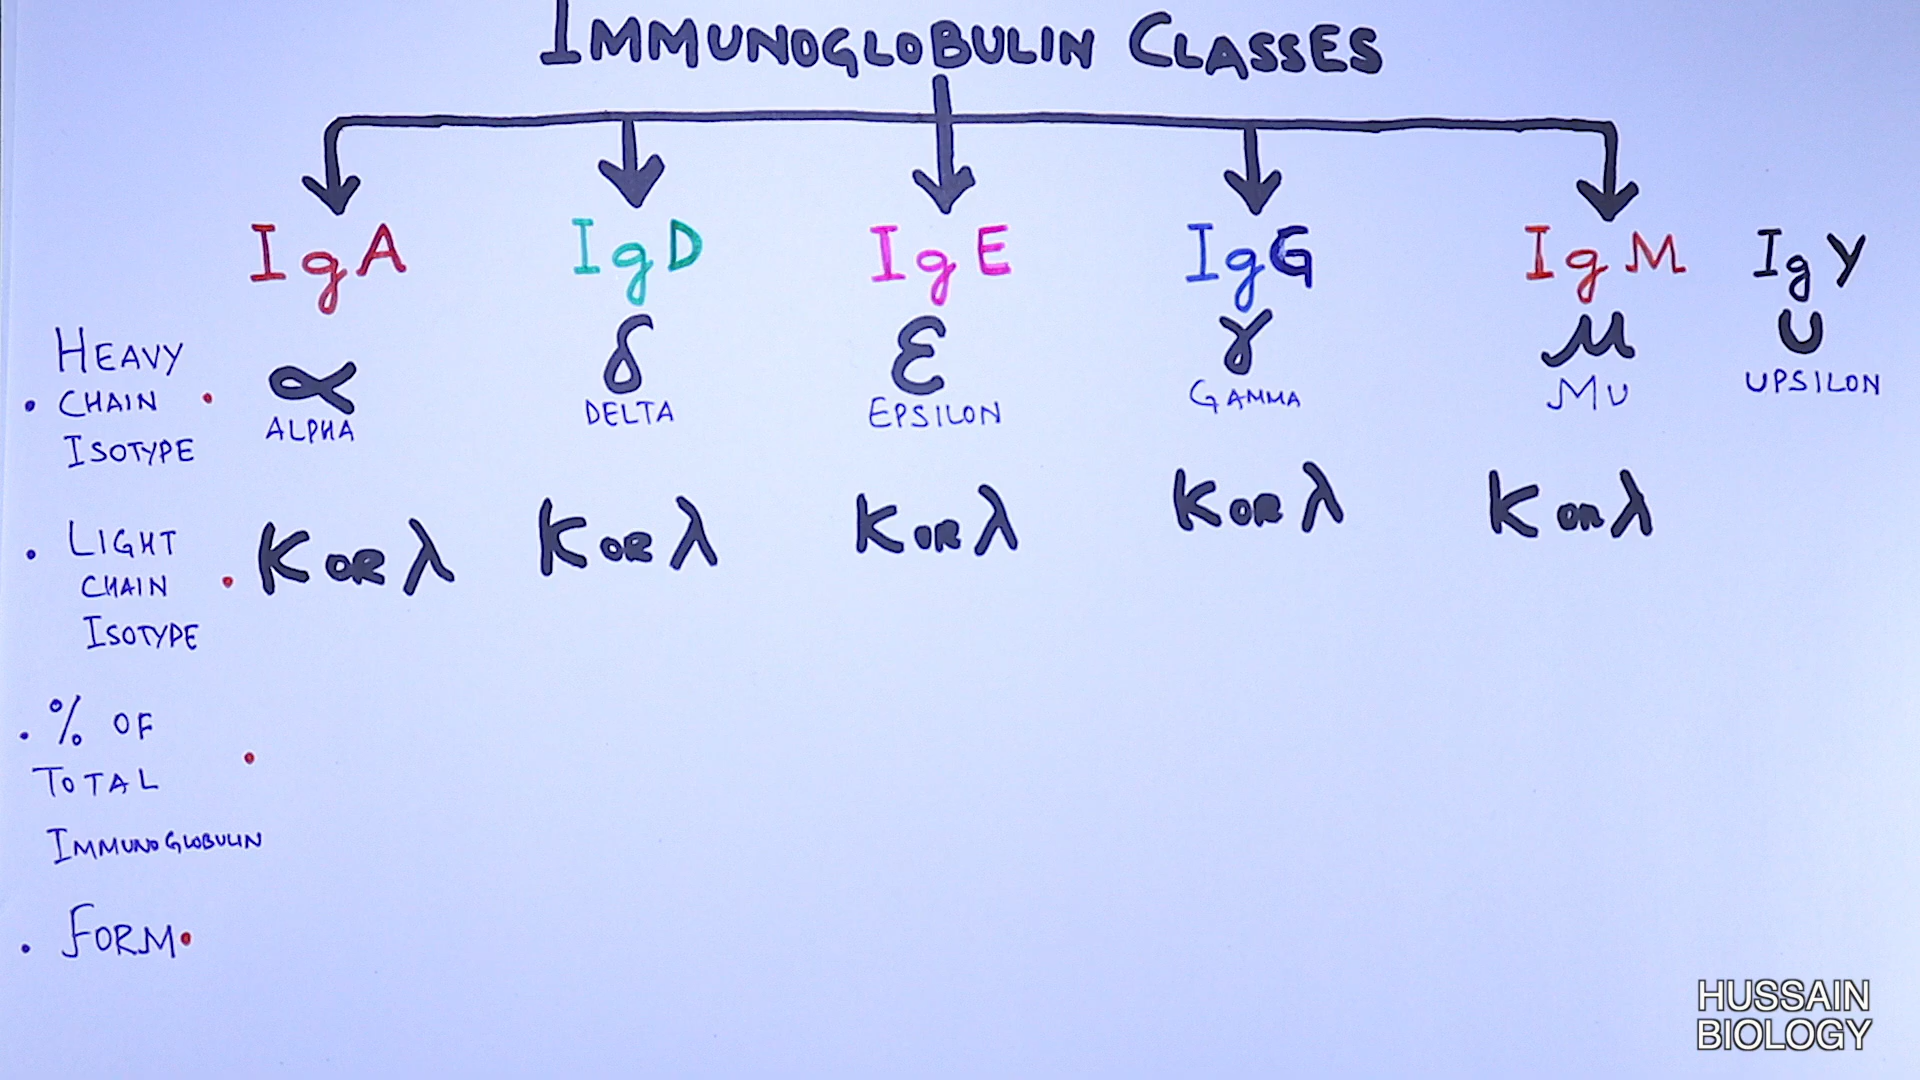 IMMUNOGLOBULIN CLASSES
IgA IgD IgE IgG IgM IgY
HEAVY
• CHAIN •
ISOTYPE
α δ ε γ μ υ
ALPHA DELTA EPSILON GAMMA MU UPSILON
• LIGHT
CHAIN •
ISOTYPE
K OR λ K OR λ K OR λ K OR λ K OR λ
• % OF
TOTAL •
IMMUNOGLOBULIN
• FORM •
HUSSAIN
BIOLOGY